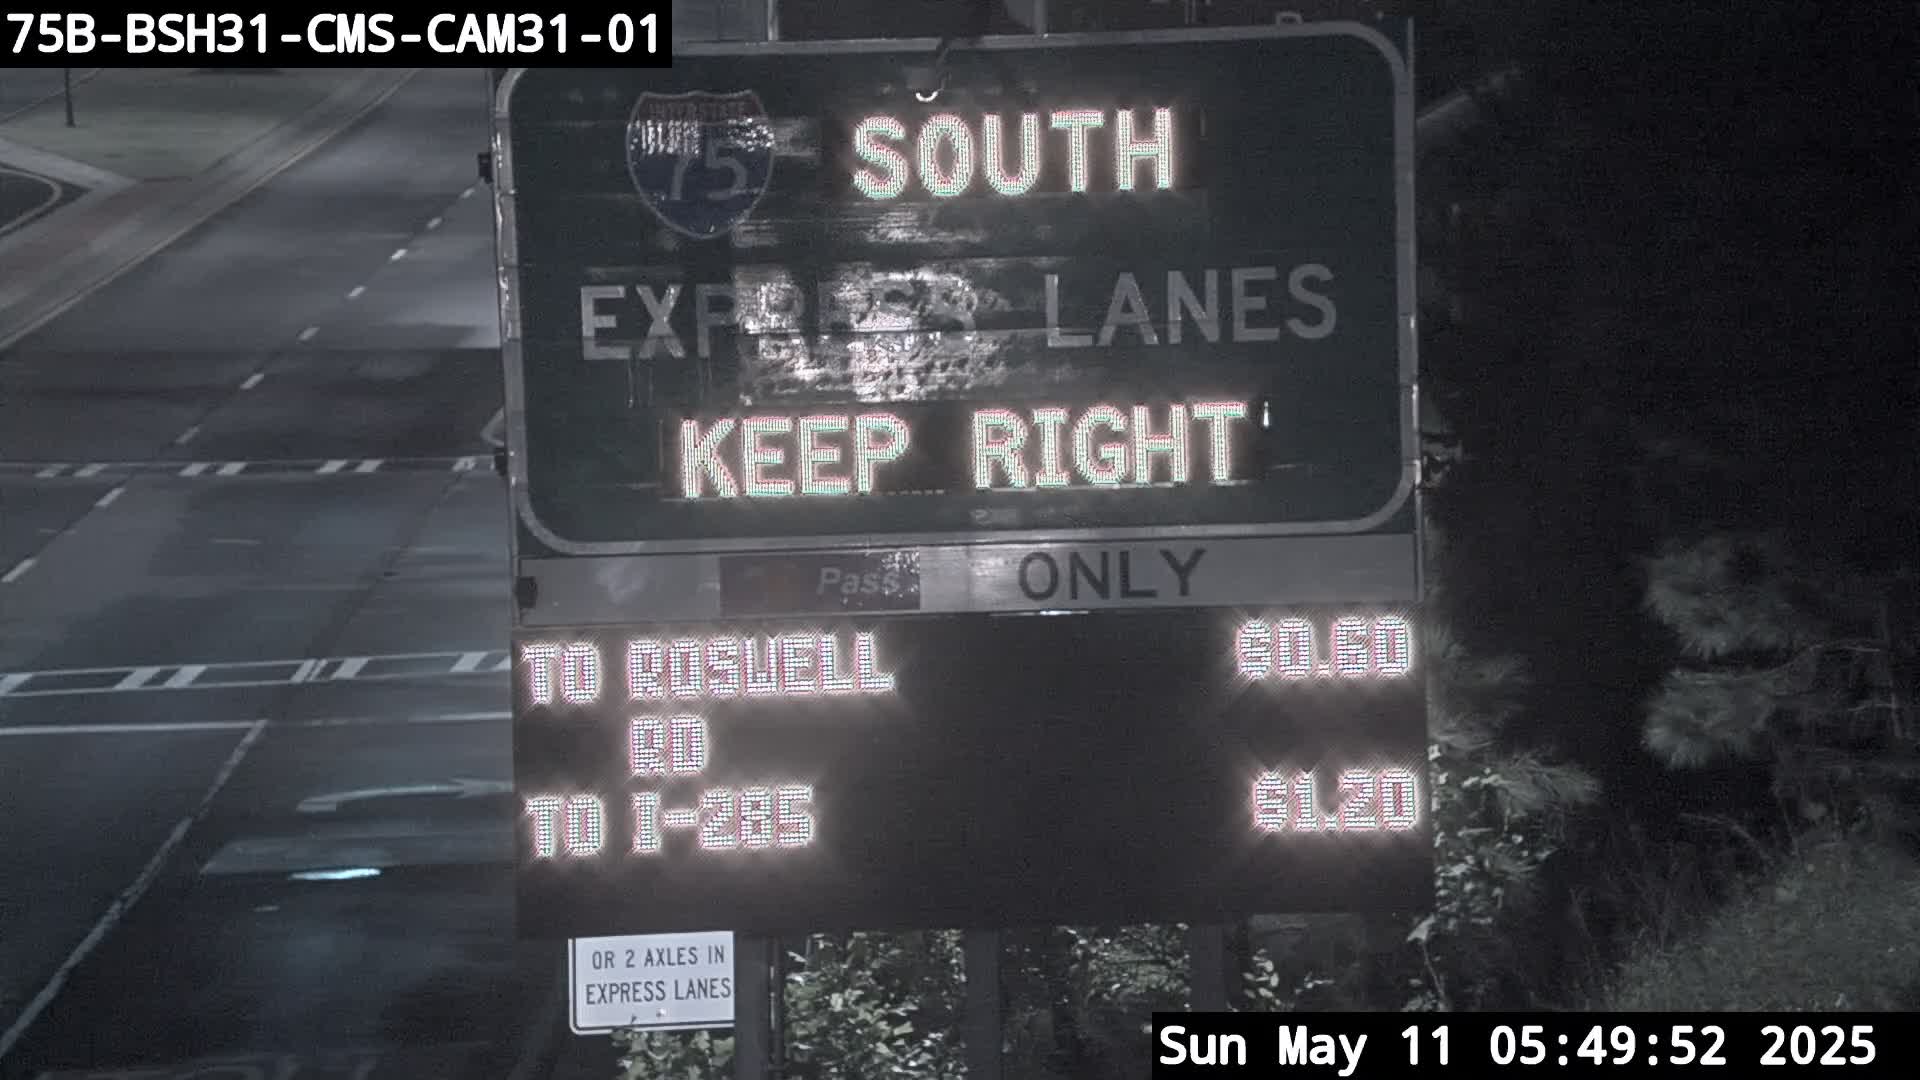 75B-BSH31-CMS-CAM31-01
INTERSTATE
75
SOUTH
EXPRESS LANES
KEEP RIGHT
Pass ONLY
TO ROSWELL $0.60
RD
TO I-285 $1.20
OR 2 AXLES IN
EXPRESS LANES
Sun May 11 05:49:52 2025